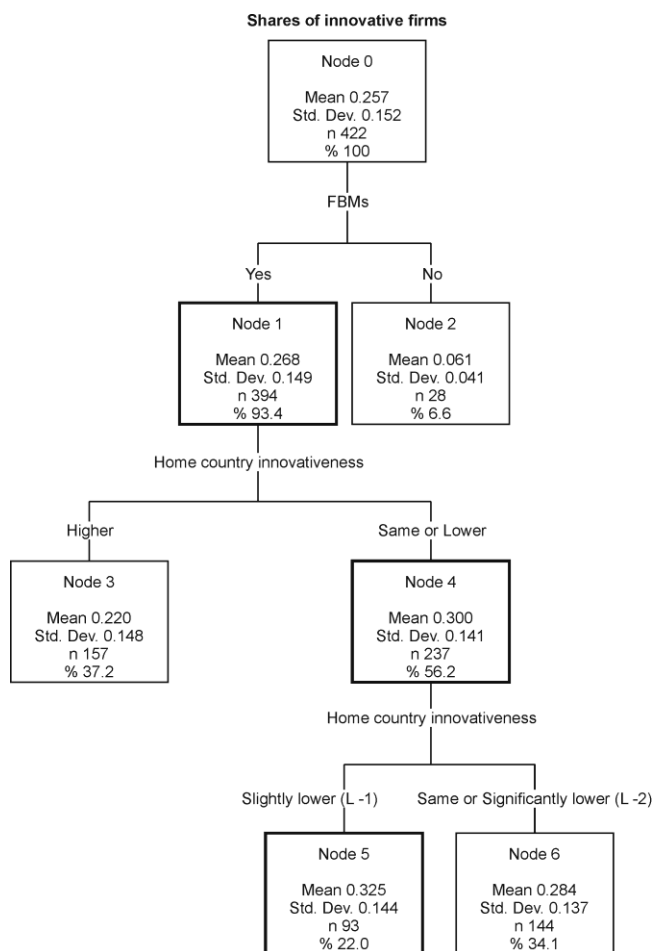 Shares of innovative firms
Node 0
Mean 0.257
Std. Dev. 0.152
n 422
% 100
FBMs
Yes
No
Node 1
Mean 0.268
Std. Dev. 0.149
n 394
% 93.4
Node 2
Mean 0.061
Std. Dev. 0.041
n 28
% 6.6
Home country innovativeness
Higher
Same or Lower
Node 3
Mean 0.220
Std. Dev. 0.148
n 157
% 37.2
Node 4
Mean 0.300
Std. Dev. 0.141
n 237
% 56.2
Home country innovativeness
Slightly lower (L -1)
Same or Significantly lower (L -2)
Node 5
Mean 0.325
Std. Dev. 0.144
n 93
% 22.0
Node 6
Mean 0.284
Std. Dev. 0.137
n 144
% 34.1